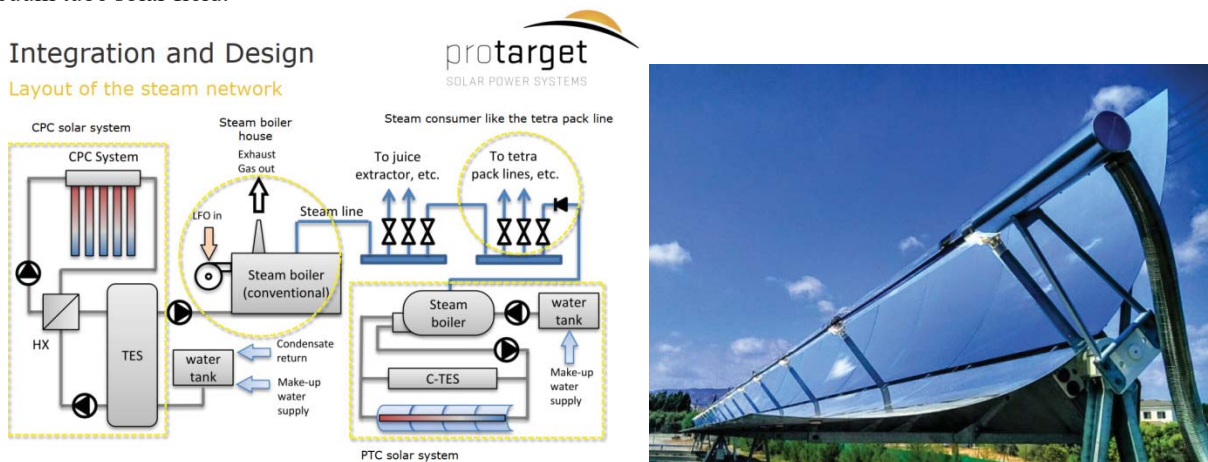 Integration and Design
Layout of the steam network
protarget
SOLAR POWER SYSTEMS
CPC solar system
Steam boiler
house
Steam consumer like the tetra pack line
CPC System
Exhaust
Gas out
To juice
extractor, etc.
To tetra
pack lines, etc.
LFO in
Steam line
Steam boiler
(conventional)
HX
TES
water
tank
Condensate
return
Make-up
water
supply
Steam
boiler
water
tank
C-TES
Make-up
water
supply
PTC solar system